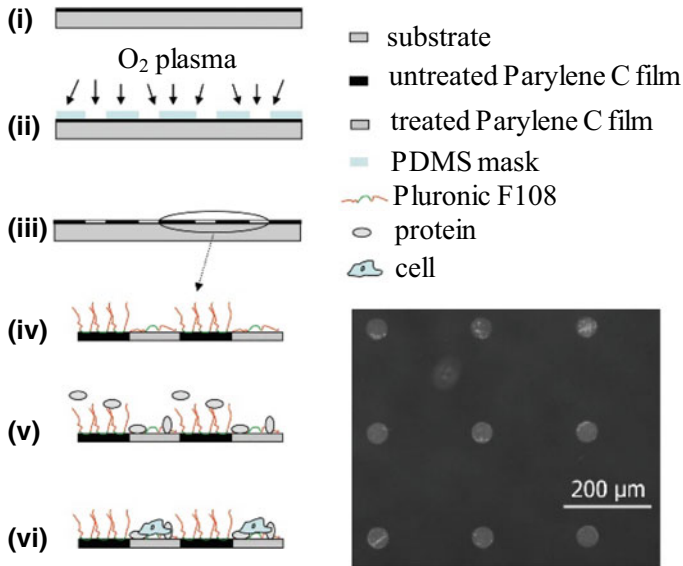 (i)
O₂ plasma
(ii)
(iii)
(iv)
(v)
(vi)
substrate
untreated Parylene C film
treated Parylene C film
PDMS mask
Pluronic F108
protein
cell
200 µm